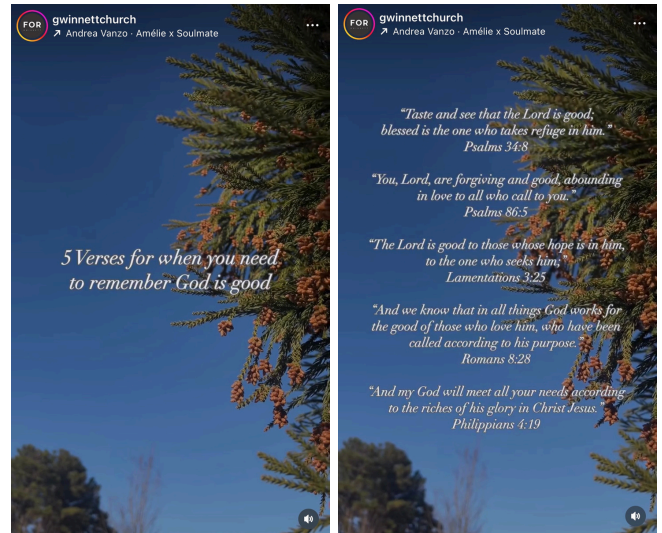 FOR
gwinnettchurch
Andrea Vanzo · Amélie x Soulmate
5 Verses for when you need
to remember God is good
FOR
gwinnettchurch
Andrea Vanzo · Amélie x Soulmate
“Taste and see that the Lord is good;
blessed is the one who takes refuge in him.”
Psalms 34:8
“You, Lord, are forgiving and good, abounding
in love to all who call to you.”
Psalms 86:5
“The Lord is good to those whose hope is in him,
to the one who seeks him;”
Lamentations 3:25
“And we know that in all things God works for
the good of those who love him, who have been
called according to his purpose.”
Romans 8:28
“And my God will meet all your needs according
to the riches of his glory in Christ Jesus.”
Philippians 4:19